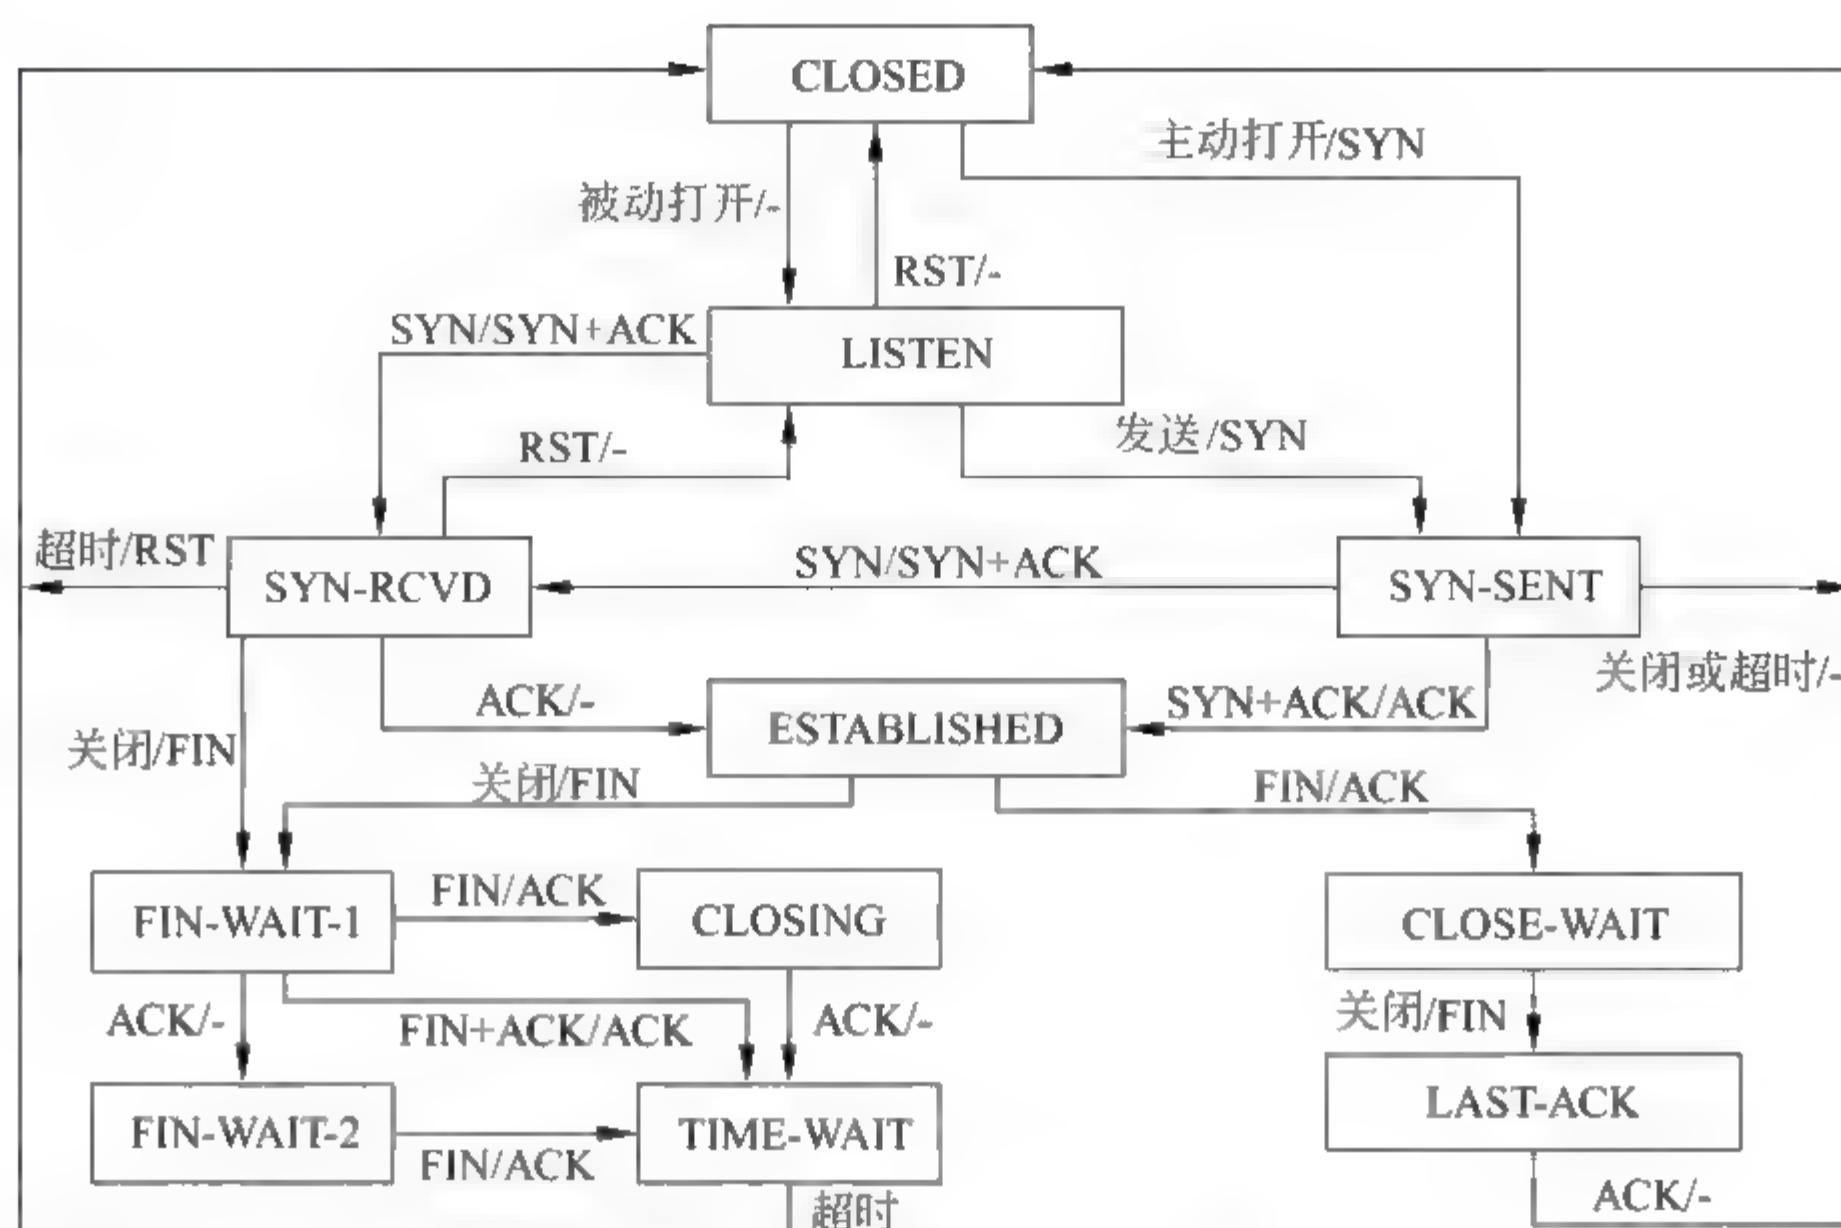 CLOSED
主动打开/SYN
被动打开/-
RST/-
SYN/SYN+ACK
LISTEN
发送/SYN
RST/-
超时/RST
SYN-RCVD
SYN/SYN+ACK
SYN-SENT
关闭或超时/-
ACK/-
ESTABLISHED
SYN+ACK/ACK
关闭/FIN
关闭/FIN
FIN/ACK
FIN-WAIT-1
FIN/ACK
CLOSING
CLOSE-WAIT
ACK/-
FIN+ACK/ACK
ACK/-
关闭/FIN
FIN-WAIT-2
FIN/ACK
TIME-WAIT
LAST-ACK
超时
ACK/-